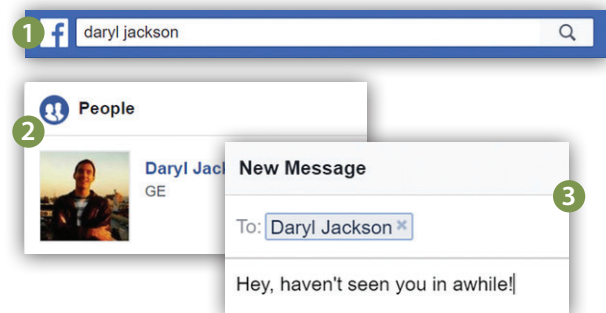 1
f
daryl jackson
People
2
Daryl Jac
GE
New Message
3
To: Daryl Jackson ×
Hey, haven't seen you in awhile!